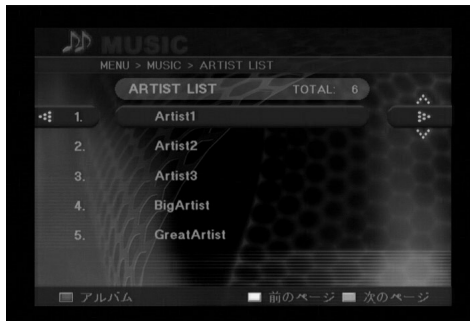 MUSIC
MENU > MUSIC > ARTIST LIST
ARTIST LIST TOTAL: 6
1. Artist1
2. Artist2
3. Artist3
4. BigArtist
5. GreatArtist
アルバム 前のページ 次のページ